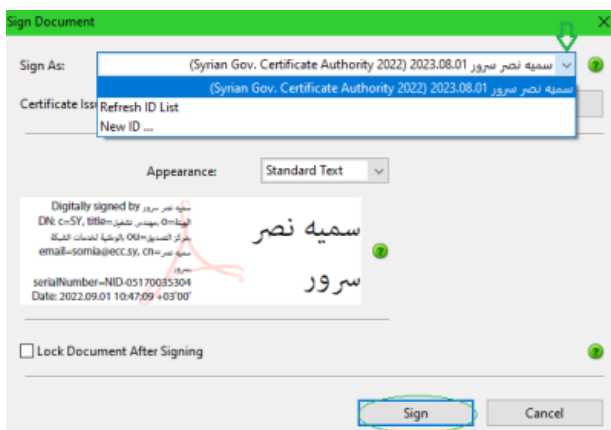 Sign Document
Sign As:
سميه نصر سرور (Syrian Gov. Certificate Authority 2022) 2023.08.01
سميه نصر سرور (Syrian Gov. Certificate Authority 2022) 2023.08.01
Certificate Iss
Refresh ID List
New ID ...
Appearance:
Standard Text
Digitally signed by سميه نصر سرور
DN: c=SY, title=مهندس تشغيل, o=الهيئة
الوطنية لخدمات الشبكة, ou=مركز التصديق,
email=somia@ecc.sy, cn=سميه نصر
سرور,
serialNumber=NID-05170035304
Date: 2022.09.01 10:47:09 +03'00'
سميه نصر
سرور
Lock Document After Signing
Sign
Cancel